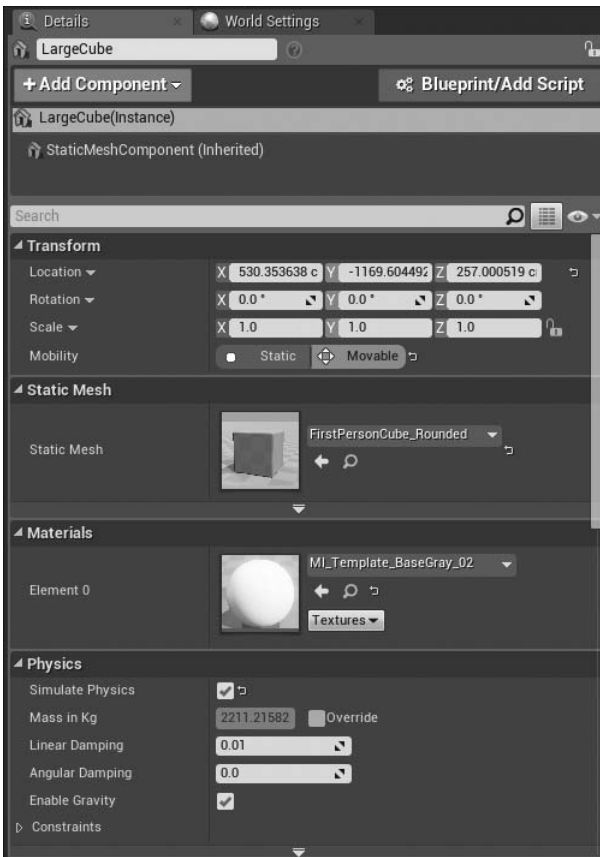 Details World Settings
LargeCube
+ Add Component Blueprint/Add Script
LargeCube(Instance)
StaticMeshComponent (Inherited)
Search
Transform
Location X 530.353638 c Y -1169.604492 Z 257.000519 c
Rotation X 0.0 ° Y 0.0 ° Z 0.0 °
Scale X 1.0 Y 1.0 Z 1.0
Mobility Static Movable
Static Mesh
FirstPersonCube_Rounded
Static Mesh
Materials
MI_Template_BaseGray_02
Element 0
Textures
Physics
Simulate Physics
Mass in Kg 2211.21582 Override
Linear Damping 0.01
Angular Damping 0.0
Enable Gravity
Constraints